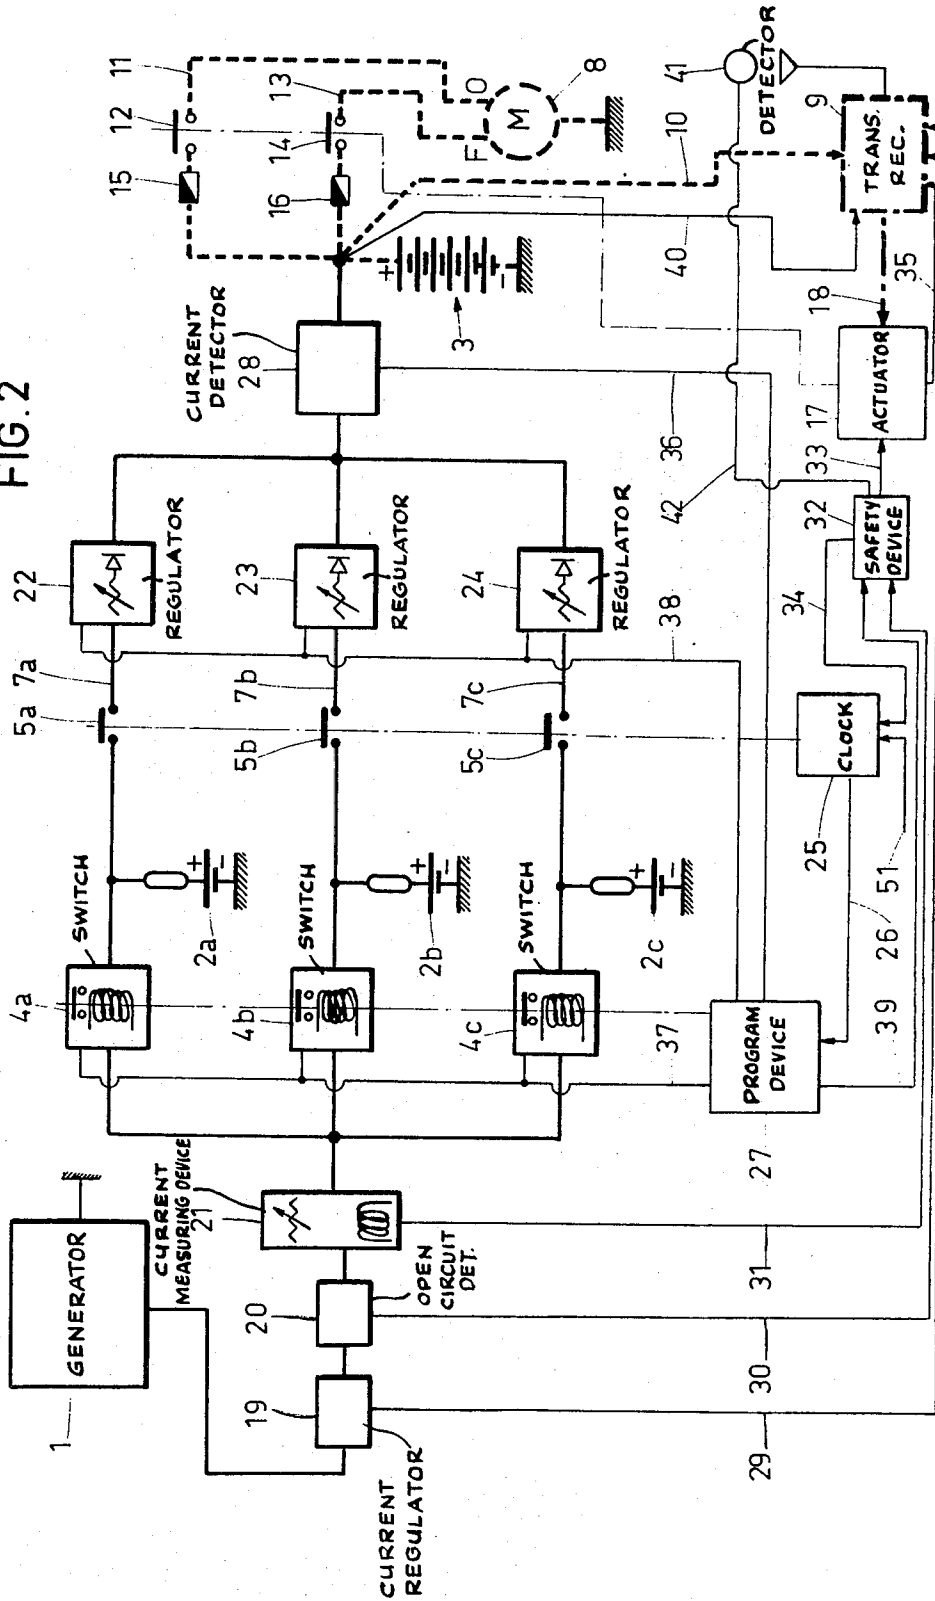 FIG. 2
GENERATOR
1
CURRENT
REGULATOR
19
20
OPEN
CIRCUIT
DET.
CURRENT
MEASURING DEVICE
21
4a
SWITCH
2a
+
−
4b
SWITCH
2b
+
−
4c
SWITCH
2c
+
−
5a
7a
5b
7b
5c
7c
22
REGULATOR
23
REGULATOR
24
REGULATOR
CURRENT
DETECTOR
28
+
−
3
15
12
11
16
14
13
F
O
M
8
10
40
41
DETECTOR
9
TRANS.
REC.
18
35
17
ACTUATOR
36
42
33
32
SAFETY
DEVICE
34
38
CLOCK
25
51
26
39
37
PROGRAM
DEVICE
27
31
30
29